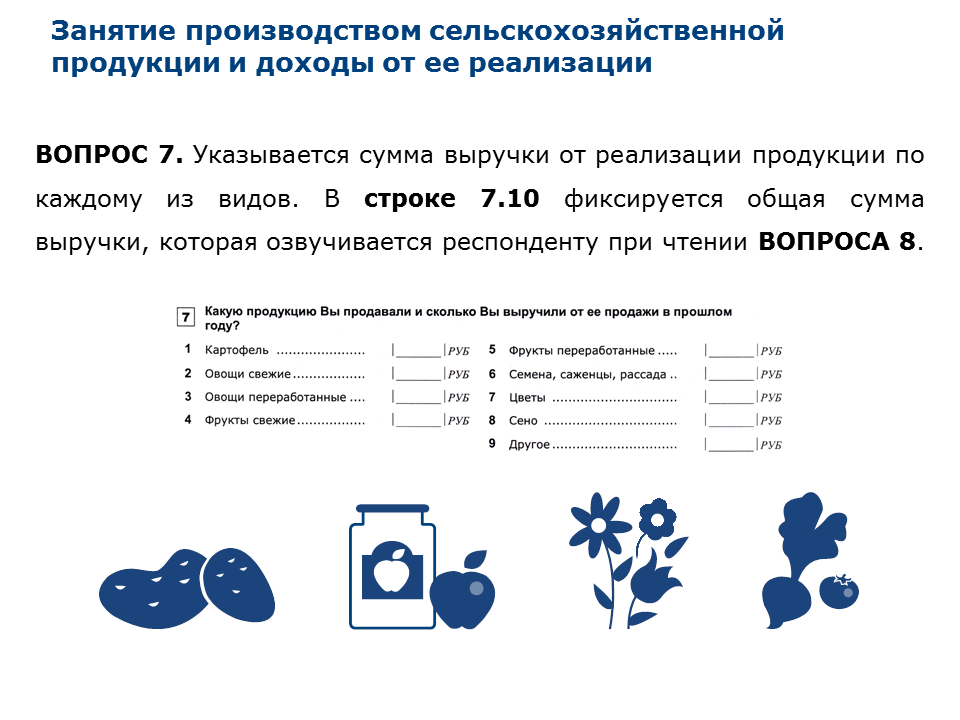 Занятие производством сельскохозяйственной
продукции и доходы от ее реализации
ВОПРОС 7. Указывается сумма выручки от реализации продукции по
каждому из видов. В строке 7.10 фиксируется общая сумма
выручки, которая озвучивается респонденту при чтении ВОПРОСА 8.
7 Какую продукцию Вы продавали и сколько Вы выручили от ее продажи в прошлом
году?
1 Картофель ...................... |______| РУБ
2 Овощи свежие.................. |______| РУБ
3 Овощи переработанные .... |______| РУБ
4 Фрукты свежие................. |______| РУБ
5 Фрукты переработанные ..... |______| РУБ
6 Семена, саженцы, рассада .. |______| РУБ
7 Цветы ............................... |______| РУБ
8 Сено ................................. |______| РУБ
9 Другое............................... |______| РУБ